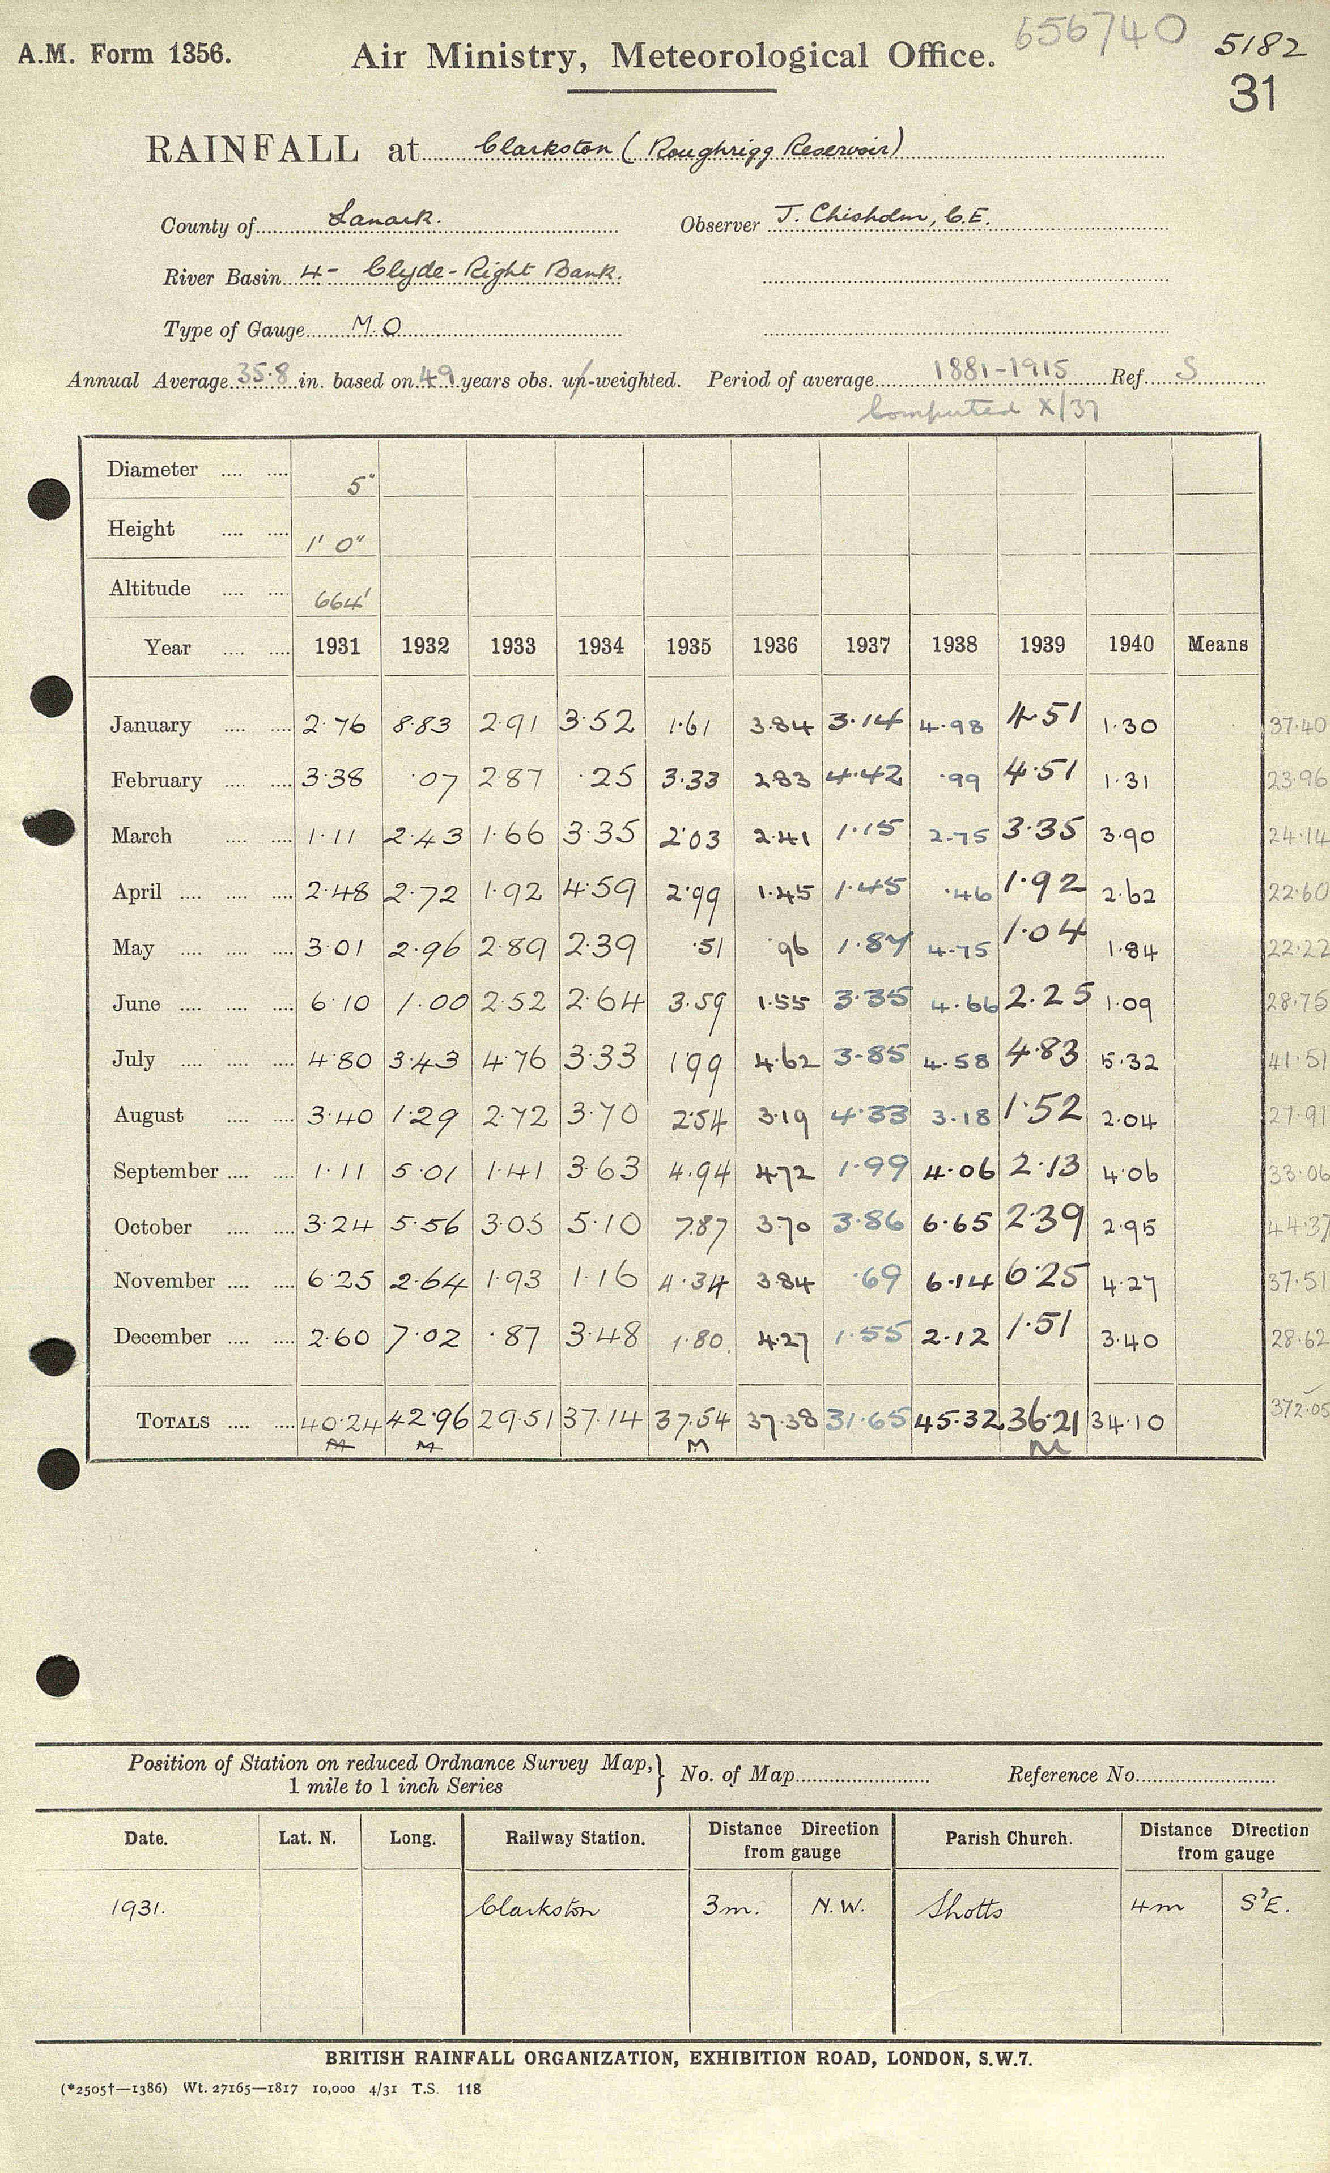 656740
5182
A.M. Form 1356. Air Ministry, Meteorological Office.
31
RAINFALL at Clarkston (Roughrigg Reservoir)
County of Lanark. Observer J. Chisholm, C.E.
River Basin 4- Clyde-Right Bank.
Type of Gauge M.O
Annual Average 35.8 in. based on 49 years obs. un-weighted. Period of average 1881-1915 Ref. S
Computed X/37
Diameter .... .... 5"
Height .... .... 1' 0"
Altitude .... .... 664'
Year .... .... 1931 1932 1933 1934 1935 1936 1937 1938 1939 1940 Means
January .... .... 2.76 8.83 2.91 3.52 1.61 3.84 3.14 4.98 4.51 1.30 37.40
February .... .... 3.38 .07 2.87 .25 3.33 2.83 4.42 .99 4.51 1.31 23.96
March .... .... 1.11 2.43 1.66 3.35 2.03 2.41 1.15 2.75 3.35 3.90 24.14
April .... .... .... 2.48 2.72 1.92 4.59 2.99 1.45 1.45 .46 1.92 2.62 22.60
May .... .... .... 3.01 2.96 2.89 2.39 .51 .96 1.87 4.75 1.04 1.84 22.22
June .... .... .... 6.10 1.00 2.52 2.64 3.59 1.55 3.35 4.66 2.25 1.09 28.75
July .... .... .... 4.80 3.43 4.76 3.33 1.99 4.62 3.85 4.58 4.83 5.32 41.51
August .... .... 3.40 1.29 2.72 3.70 2.54 3.19 4.33 3.18 1.52 2.04 27.91
September .... .... 1.11 5.01 1.41 3.63 4.94 4.72 1.99 4.06 2.13 4.06 33.06
October .... .... 3.24 5.56 3.05 5.10 7.87 3.70 3.86 6.65 2.39 2.95 44.37
November .... .... 6.25 2.64 1.93 1.16 4.34 3.84 .69 6.14 6.25 4.27 37.51
December .... .... 2.60 7.02 .87 3.48 1.80 4.27 1.55 2.12 1.51 3.40 28.62
TOTALS .... .... 40.24 42.96 29.51 37.14 37.54 37.38 31.65 45.32 36.21 34.10 372.05
M M M M
Position of Station on reduced Ordnance Survey Map, } No. of Map Reference No.
1 mile to 1 inch Series
Date. Lat. N. Long. Railway Station. Distance Direction from gauge Parish Church. Distance Direction from gauge
1931. Clarkston 3m. N.W. Shotts 4m S'E.
BRITISH RAINFALL ORGANIZATION, EXHIBITION ROAD, LONDON, S.W.7.
(*2505†—1386) Wt. 27165—1817 10,000 4/31 T.S. 118